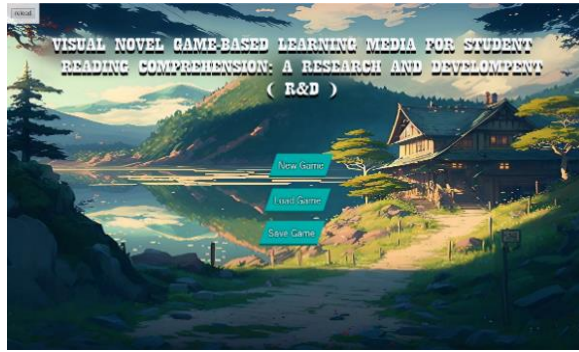 VISUAL NOVEL GAME-BASED LEARNING MEDIA FOR STUDENT
READING COMPREHENSION: A RESEARCH AND DEVELOMPENT
( R&D )
New Game
Load Game
Save Game